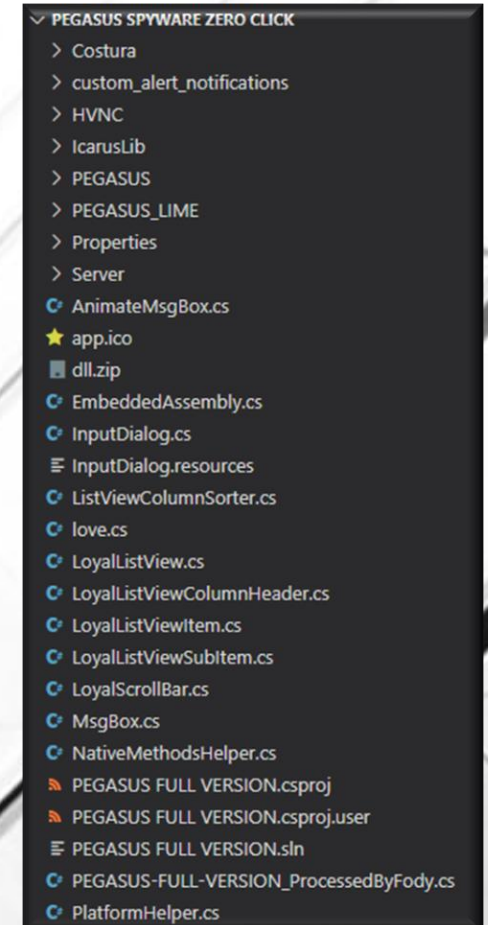 PEGASUS SPYWARE ZERO CLICK
Costura
custom_alert_notifications
HVNC
IcarusLib
PEGASUS
PEGASUS_LIME
Properties
Server
AnimateMsgBox.cs
app.ico
dll.zip
EmbeddedAssembly.cs
InputDialog.cs
InputDialog.resources
ListViewColumnSorter.cs
love.cs
LoyalListView.cs
LoyalListViewColumnHeader.cs
LoyalListViewItem.cs
LoyalListViewSubItem.cs
LoyalScrollBar.cs
MsgBox.cs
NativeMethodsHelper.cs
PEGASUS FULL VERSION.csproj
PEGASUS FULL VERSION.csproj.user
PEGASUS FULL VERSION.sln
PEGASUS-FULL-VERSION_ProcessedByFody.cs
PlatformHelper.cs